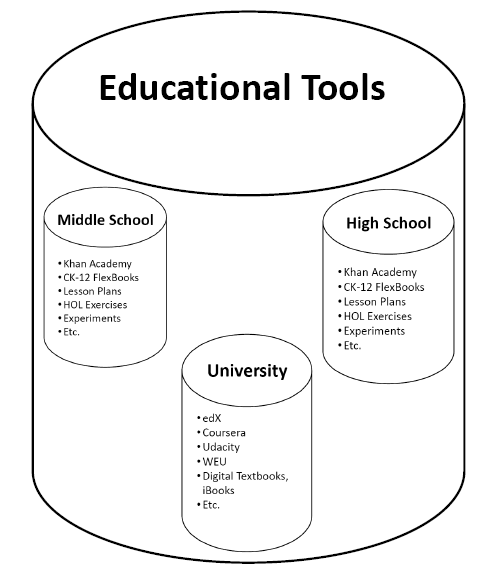 Educational Tools
Middle School
• Khan Academy
• CK-12 FlexBooks
• Lesson Plans
• HOL Exercises
• Experiments
• Etc.
High School
• Khan Academy
• CK-12 FlexBooks
• Lesson Plans
• HOL Exercises
• Experiments
• Etc.
University
• edX
• Coursera
• Udacity
• WEU
• Digital Textbooks,
iBooks
• Etc.